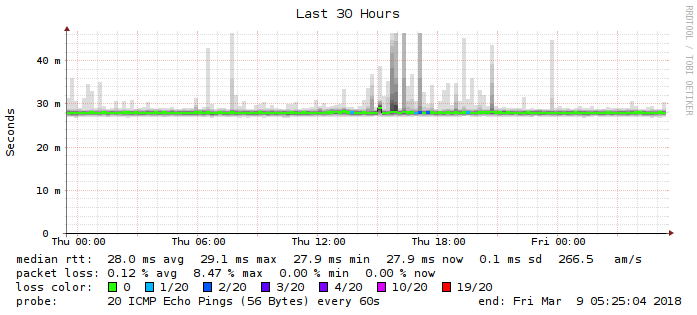 Last 30 Hours
RRDTOOL / TOBI OETIKER
Seconds
40 m
30 m
20 m
10 m
0
Thu 00:00 Thu 06:00 Thu 12:00 Thu 18:00 Fri 00:00
median rtt: 28.0 ms avg 29.1 ms max 27.9 ms min 27.9 ms now 0.1 ms sd 266.5 am/s
packet loss: 0.12 % avg 8.47 % max 0.00 % min 0.00 % now
loss color: 0 1/20 2/20 3/20 4/20 10/20 19/20
probe: 20 ICMP Echo Pings (56 Bytes) every 60s end: Fri Mar 9 05:25:04 2018